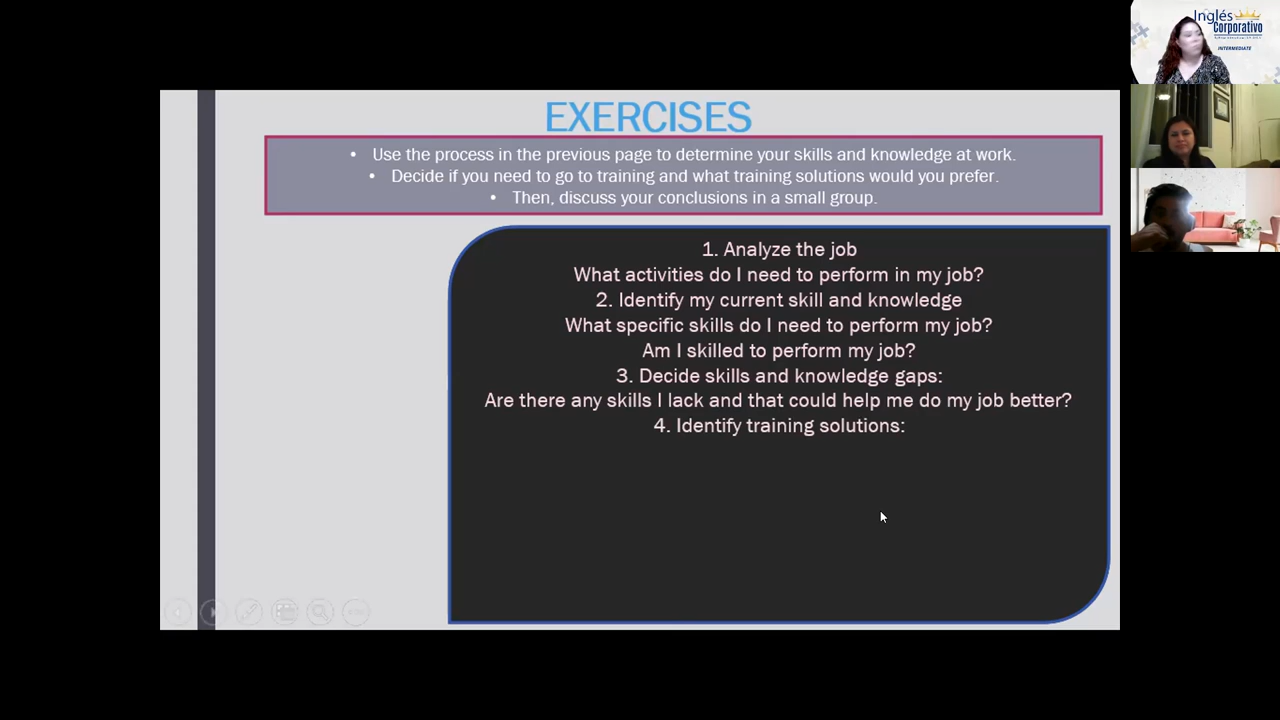 EXERCISES
• Use the process in the previous page to determine your skills and knowledge at work.
• Decide if you need to go to training and what training solutions would you prefer.
• Then, discuss your conclusions in a small group.
1. Analyze the job
What activities do I need to perform in my job?
2. Identify my current skill and knowledge
What specific skills do I need to perform my job?
Am I skilled to perform my job?
3. Decide skills and knowledge gaps:
Are there any skills I lack and that could help me do my job better?
4. Identify training solutions:
Inglés
Corporativo
INTERMEDIATE